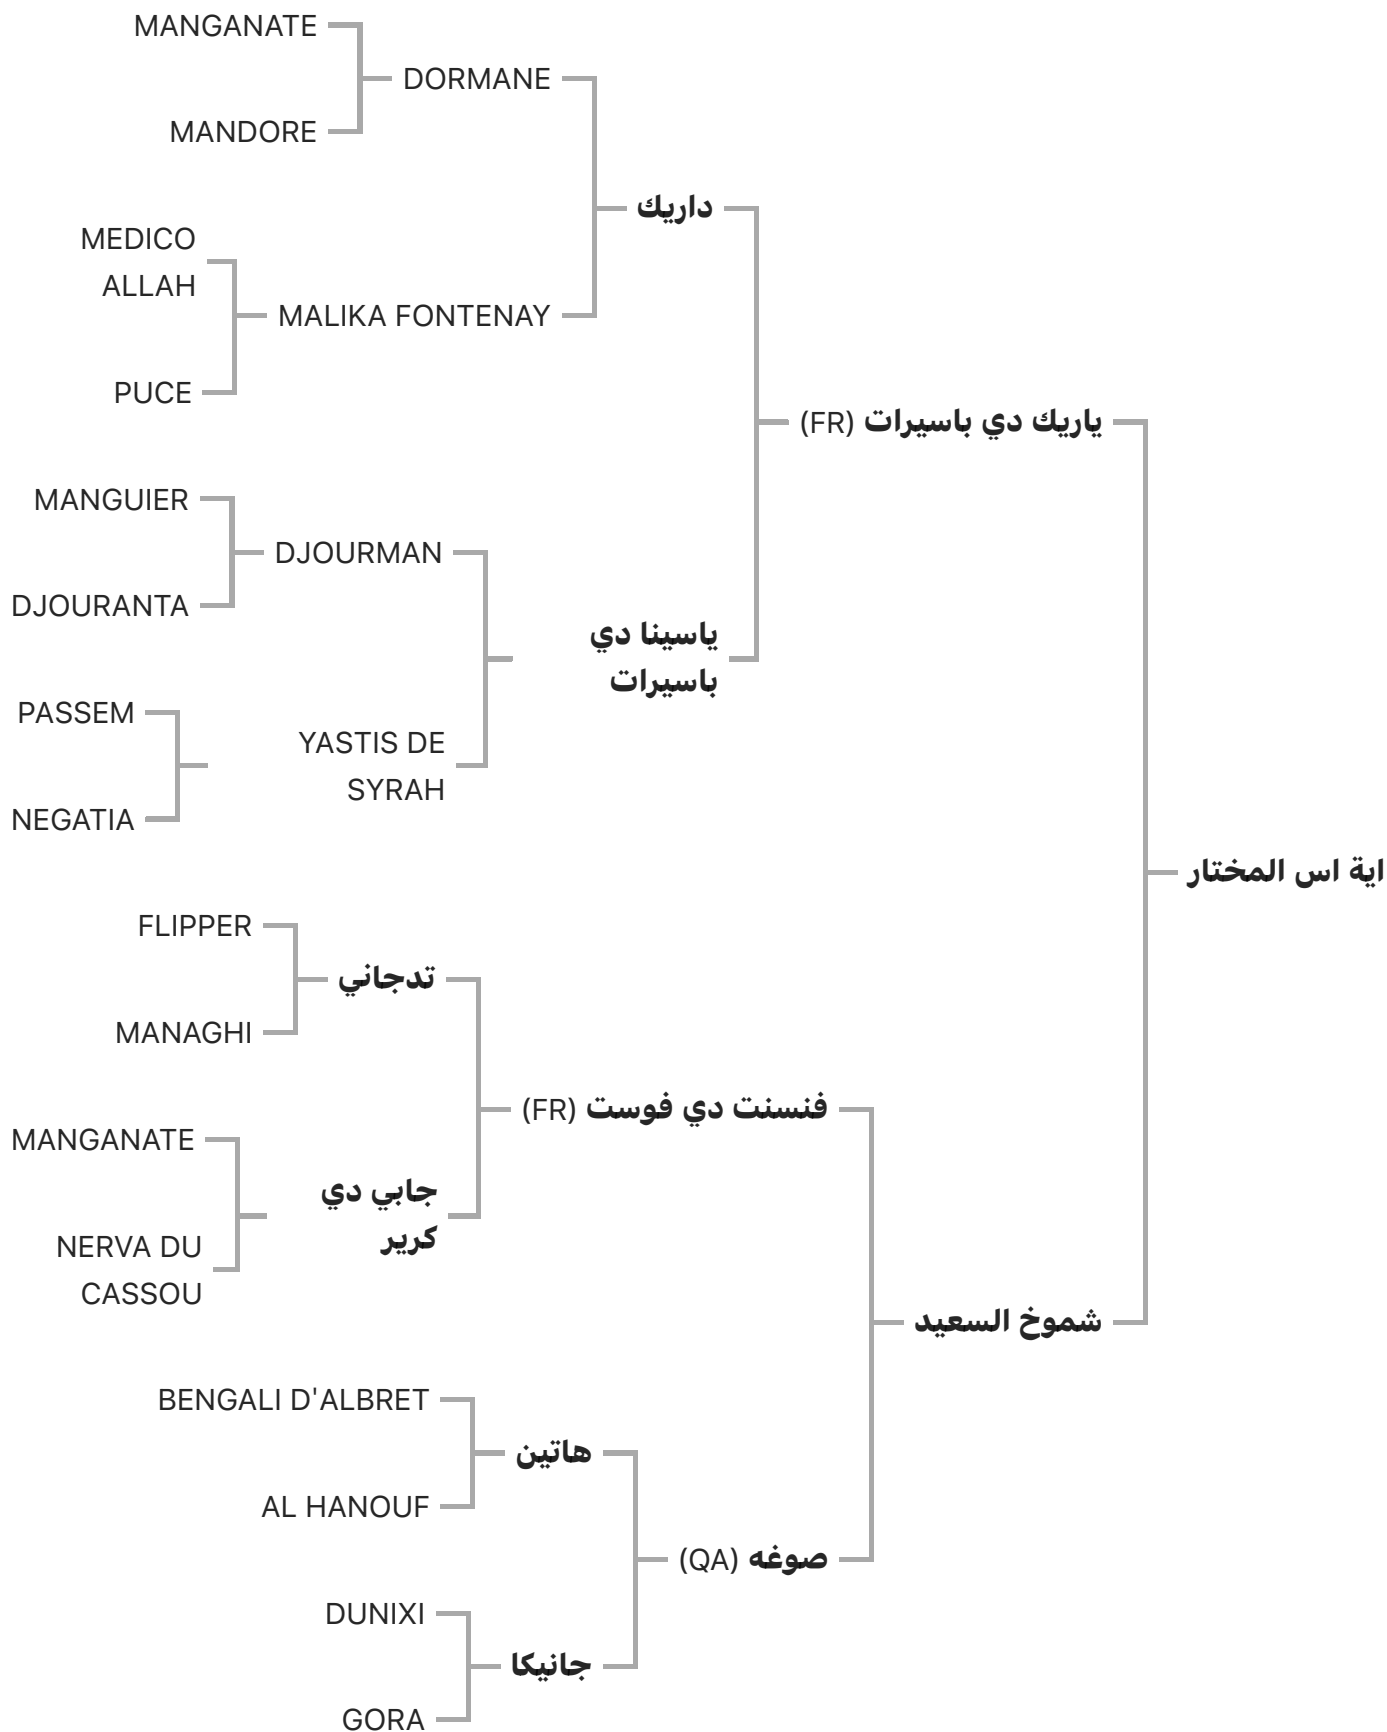 MANGANATE
DORMANE
MANDORE
داريك
MEDICO
ALLAH
MALIKA FONTENAY
PUCE
ياريك دي باسيرات (FR)
MANGUIER
DJOURMAN
DJOURANTA
ياسينا دي
باسيرات
PASSEM
YASTIS DE
SYRAH
NEGATIA
اية اس المختار
FLIPPER
تدجاني
MANAGHI
فنسنت دي فوست (FR)
MANGANATE
جابي دي
كرير
NERVA DU
CASSOU
شموخ السعيد
BENGALI D'ALBRET
هاتين
AL HANOUF
صوغه (QA)
DUNIXI
جانيكا
GORA